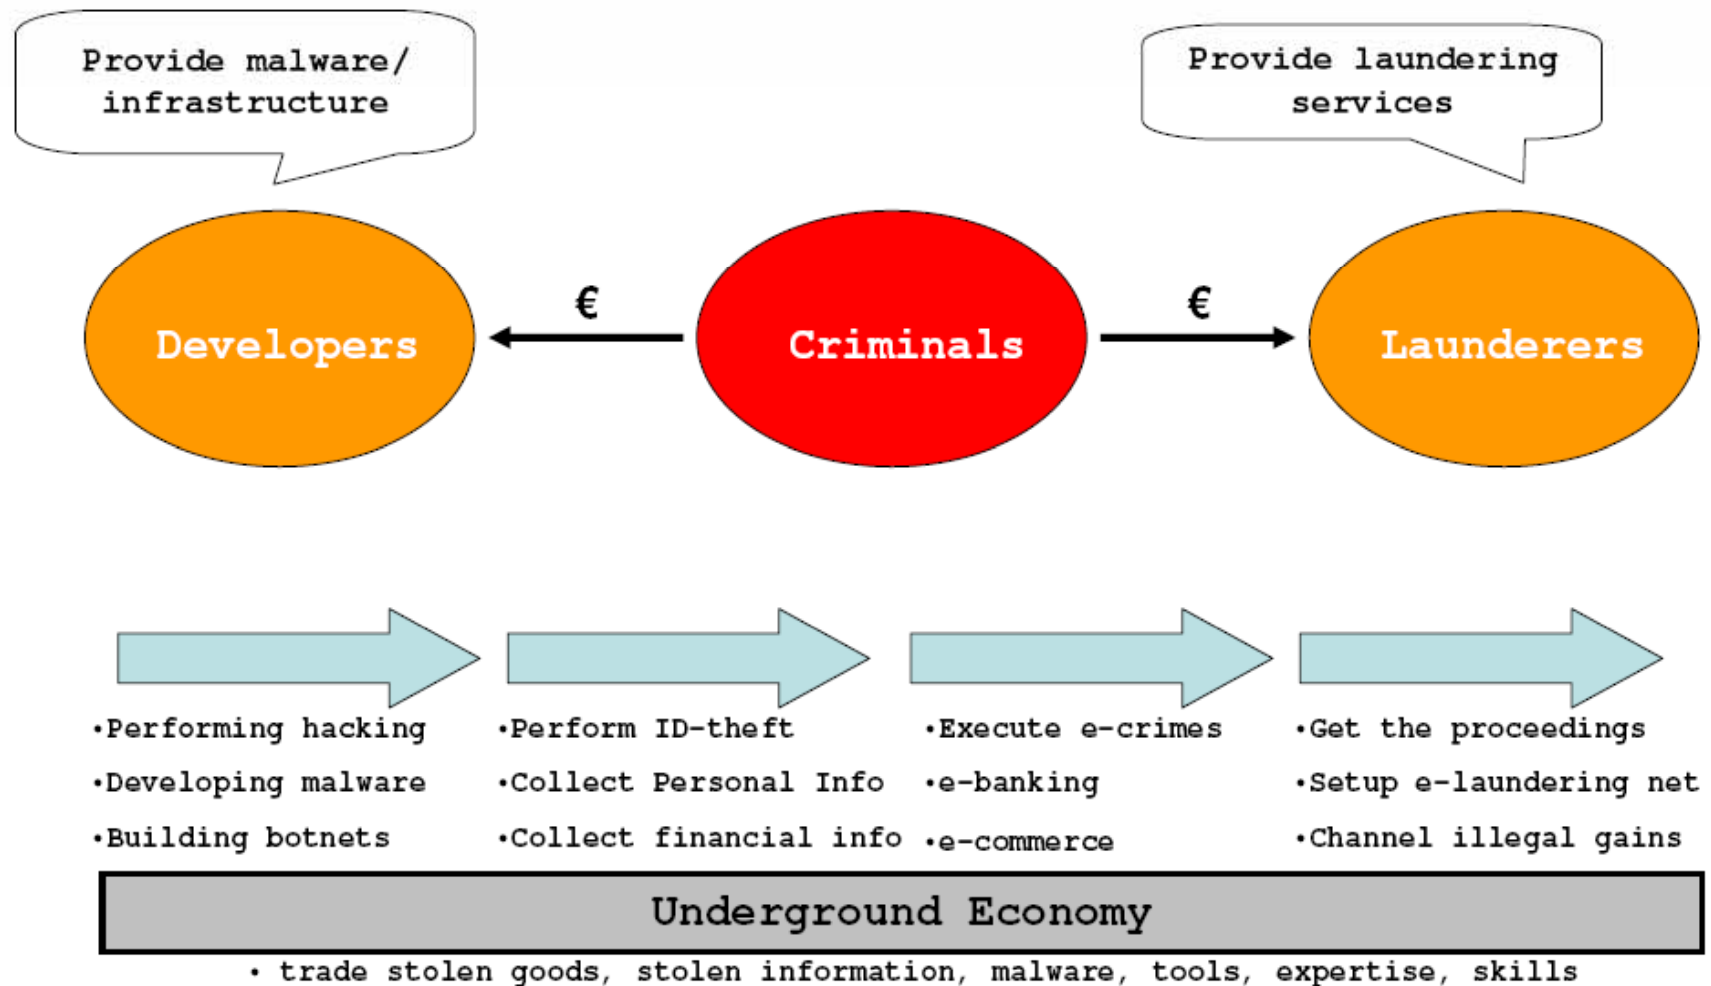 Provide malware/
infrastructure
Provide laundering
services
€
€
Developers
Criminals
Launderers
•Performing hacking
•Developing malware
•Building botnets
•Perform ID-theft
•Collect Personal Info
•Collect financial info
•Execute e-crimes
•e-banking
•e-commerce
•Get the proceedings
•Setup e-laundering net
•Channel illegal gains
Underground Economy
• trade stolen goods, stolen information, malware, tools, expertise, skills